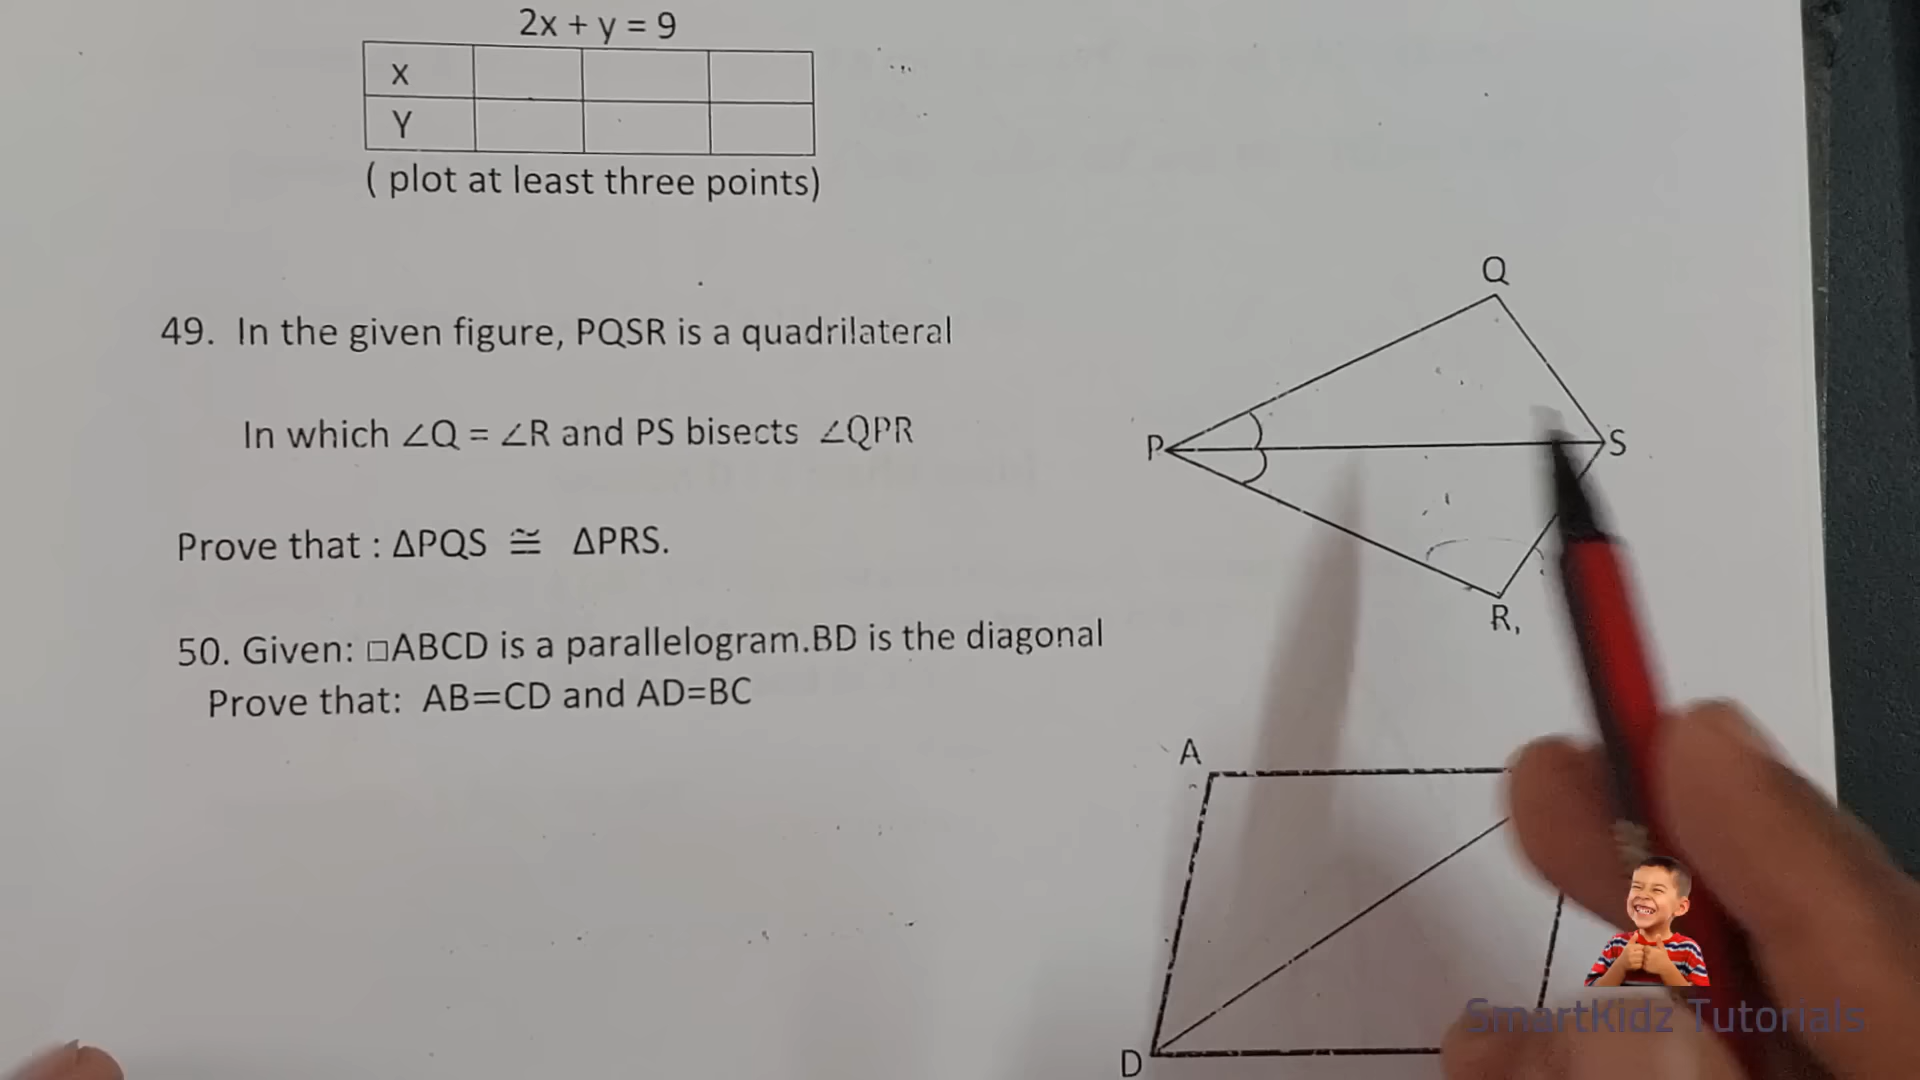 2x + y = 9
x
Y
( plot at least three points)
49. In the given figure, PQSR is a quadrilateral
In which ∠Q = ∠R and PS bisects ∠QPR
Prove that : ΔPQS ≅ ΔPRS.
Q
P
S
R,
50. Given: □ABCD is a parallelogram.BD is the diagonal
Prove that: AB=CD and AD=BC
A
D
SmartKidz Tutorials